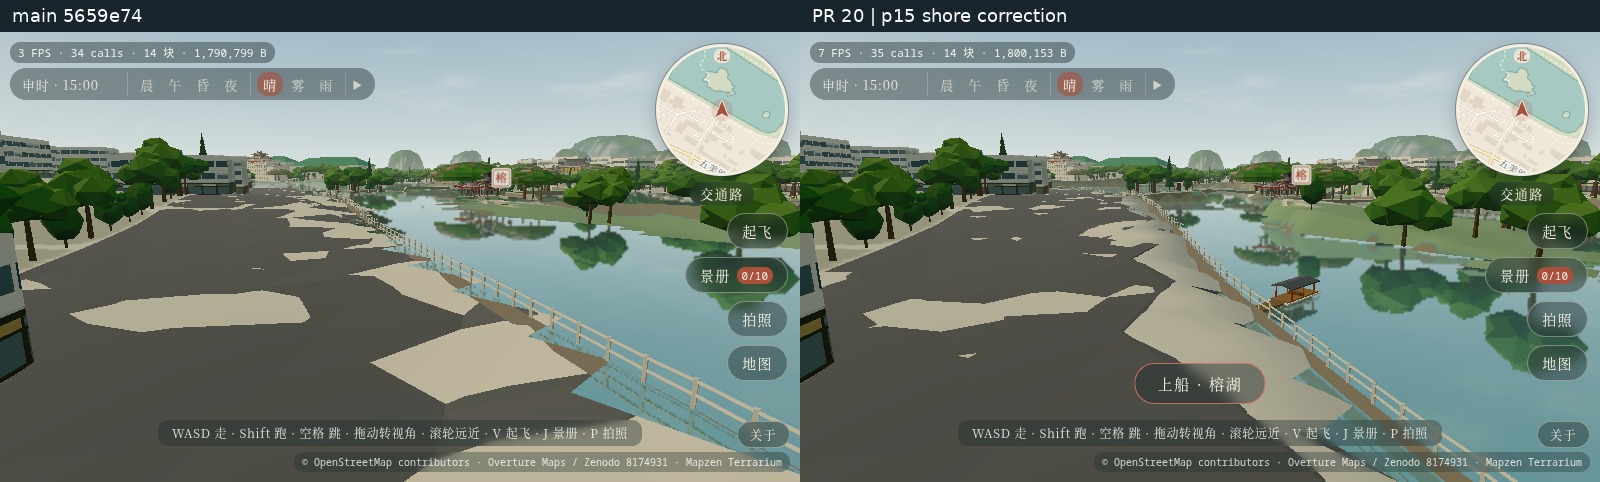 main 5659e74
3 FPS · 34 calls · 14 块 · 1,790,799 B
申时 · 15:00 晨 午 昏 夜 晴 雾 雨 ▶
北
榕
交通路
起飞
景册 0/10
拍照
地图
WASD 走 · Shift 跑 · 空格 跳 · 拖动转视角 · 滚轮远近 · V 起飞 · J 景册 · P 拍照
关于
© OpenStreetMap contributors · Overture Maps / Zenodo 8174931 · Mapzen Terrarium
PR 20 | p15 shore correction
7 FPS · 35 calls · 14 块 · 1,800,153 B
申时 · 15:00 晨 午 昏 夜 晴 雾 雨 ▶
北
榕
交通路
起飞
景册 0/10
拍照
地图
上船 · 榕湖
WASD 走 · Shift 跑 · 空格 跳 · 拖动转视角 · 滚轮远近 · V 起飞 · J 景册 · P 拍照
关于
© OpenStreetMap contributors · Overture Maps / Zenodo 8174931 · Mapzen Terrarium